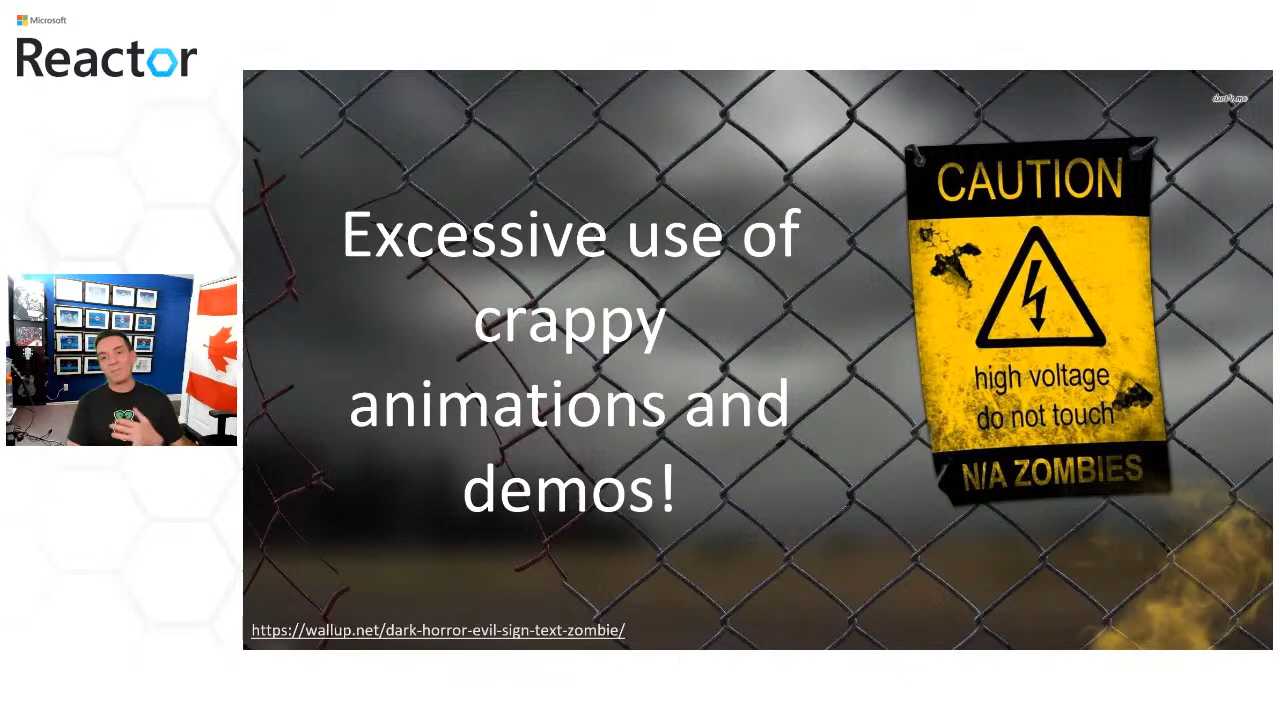 Microsoft
Reactor
Excessive use of
crappy
animations and
demos!
CAUTION
high voltage
do not touch
N/A ZOMBIES
https://wallup.net/dark-horror-evil-sign-text-zombie/